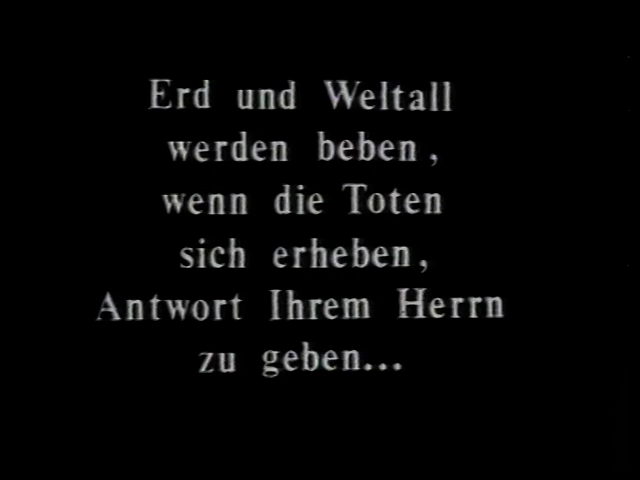 Erd und Weltall
werden beben,
wenn die Toten
sich erheben,
Antwort Ihrem Herrn
zu geben...